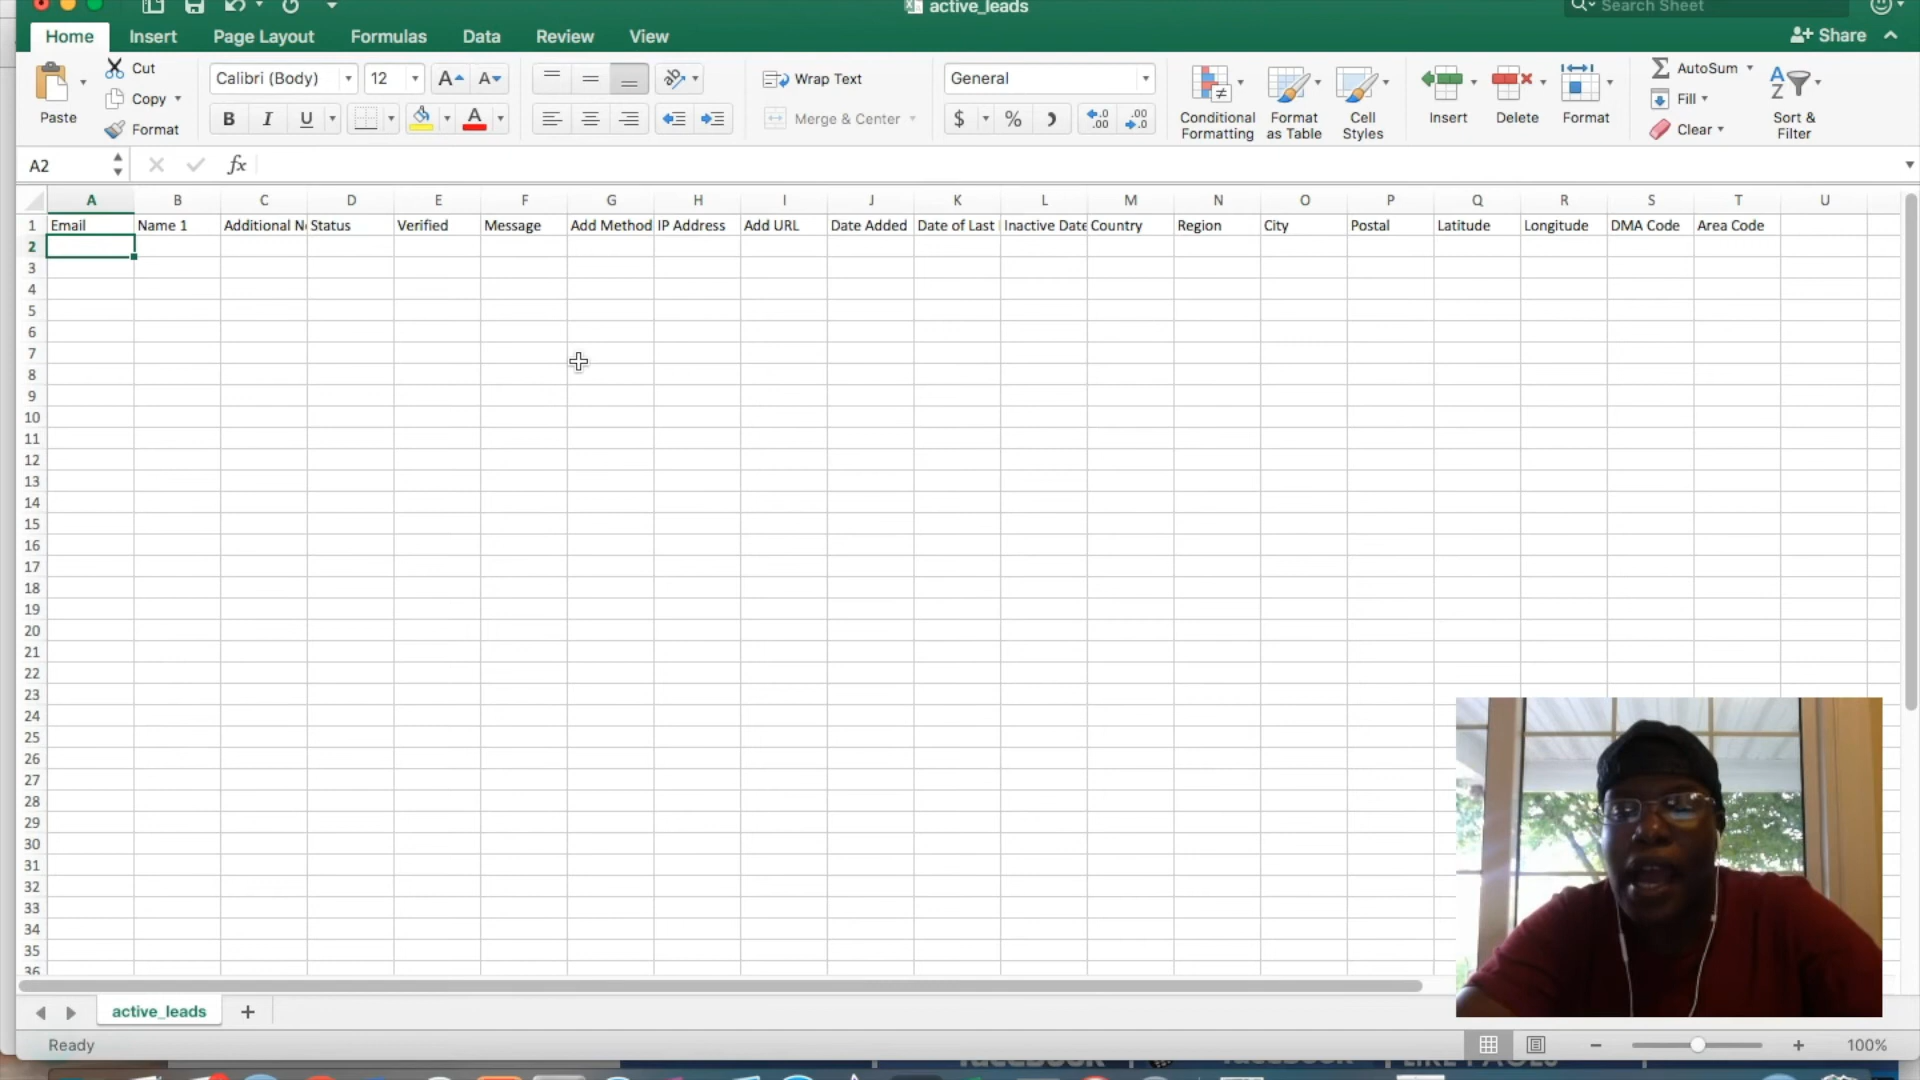 active_leads
Search Sheet
Home Insert Page Layout Formulas Data Review View
Share
Paste
Cut
Copy
Format
Calibri (Body) 12
A A
B I U A
Wrap Text
Merge & Center
General
$ %
Conditional Formatting
Format as Table
Cell Styles
Insert
Delete
Format
AutoSum
Fill
Clear
Sort & Filter
A2 fx
A B C D E F G H I J K L M N O P Q R S T U
1 Email Name 1 Additional N Status Verified Message Add Method IP Address Add URL Date Added Date of Last Inactive Date Country Region City Postal Latitude Longitude DMA Code Area Code
2
3
4
5
6
7
8
9
10
11
12
13
14
15
16
17
18
19
20
21
22
23
24
25
26
27
28
29
30
31
32
33
34
35
36
active_leads
Ready
100%